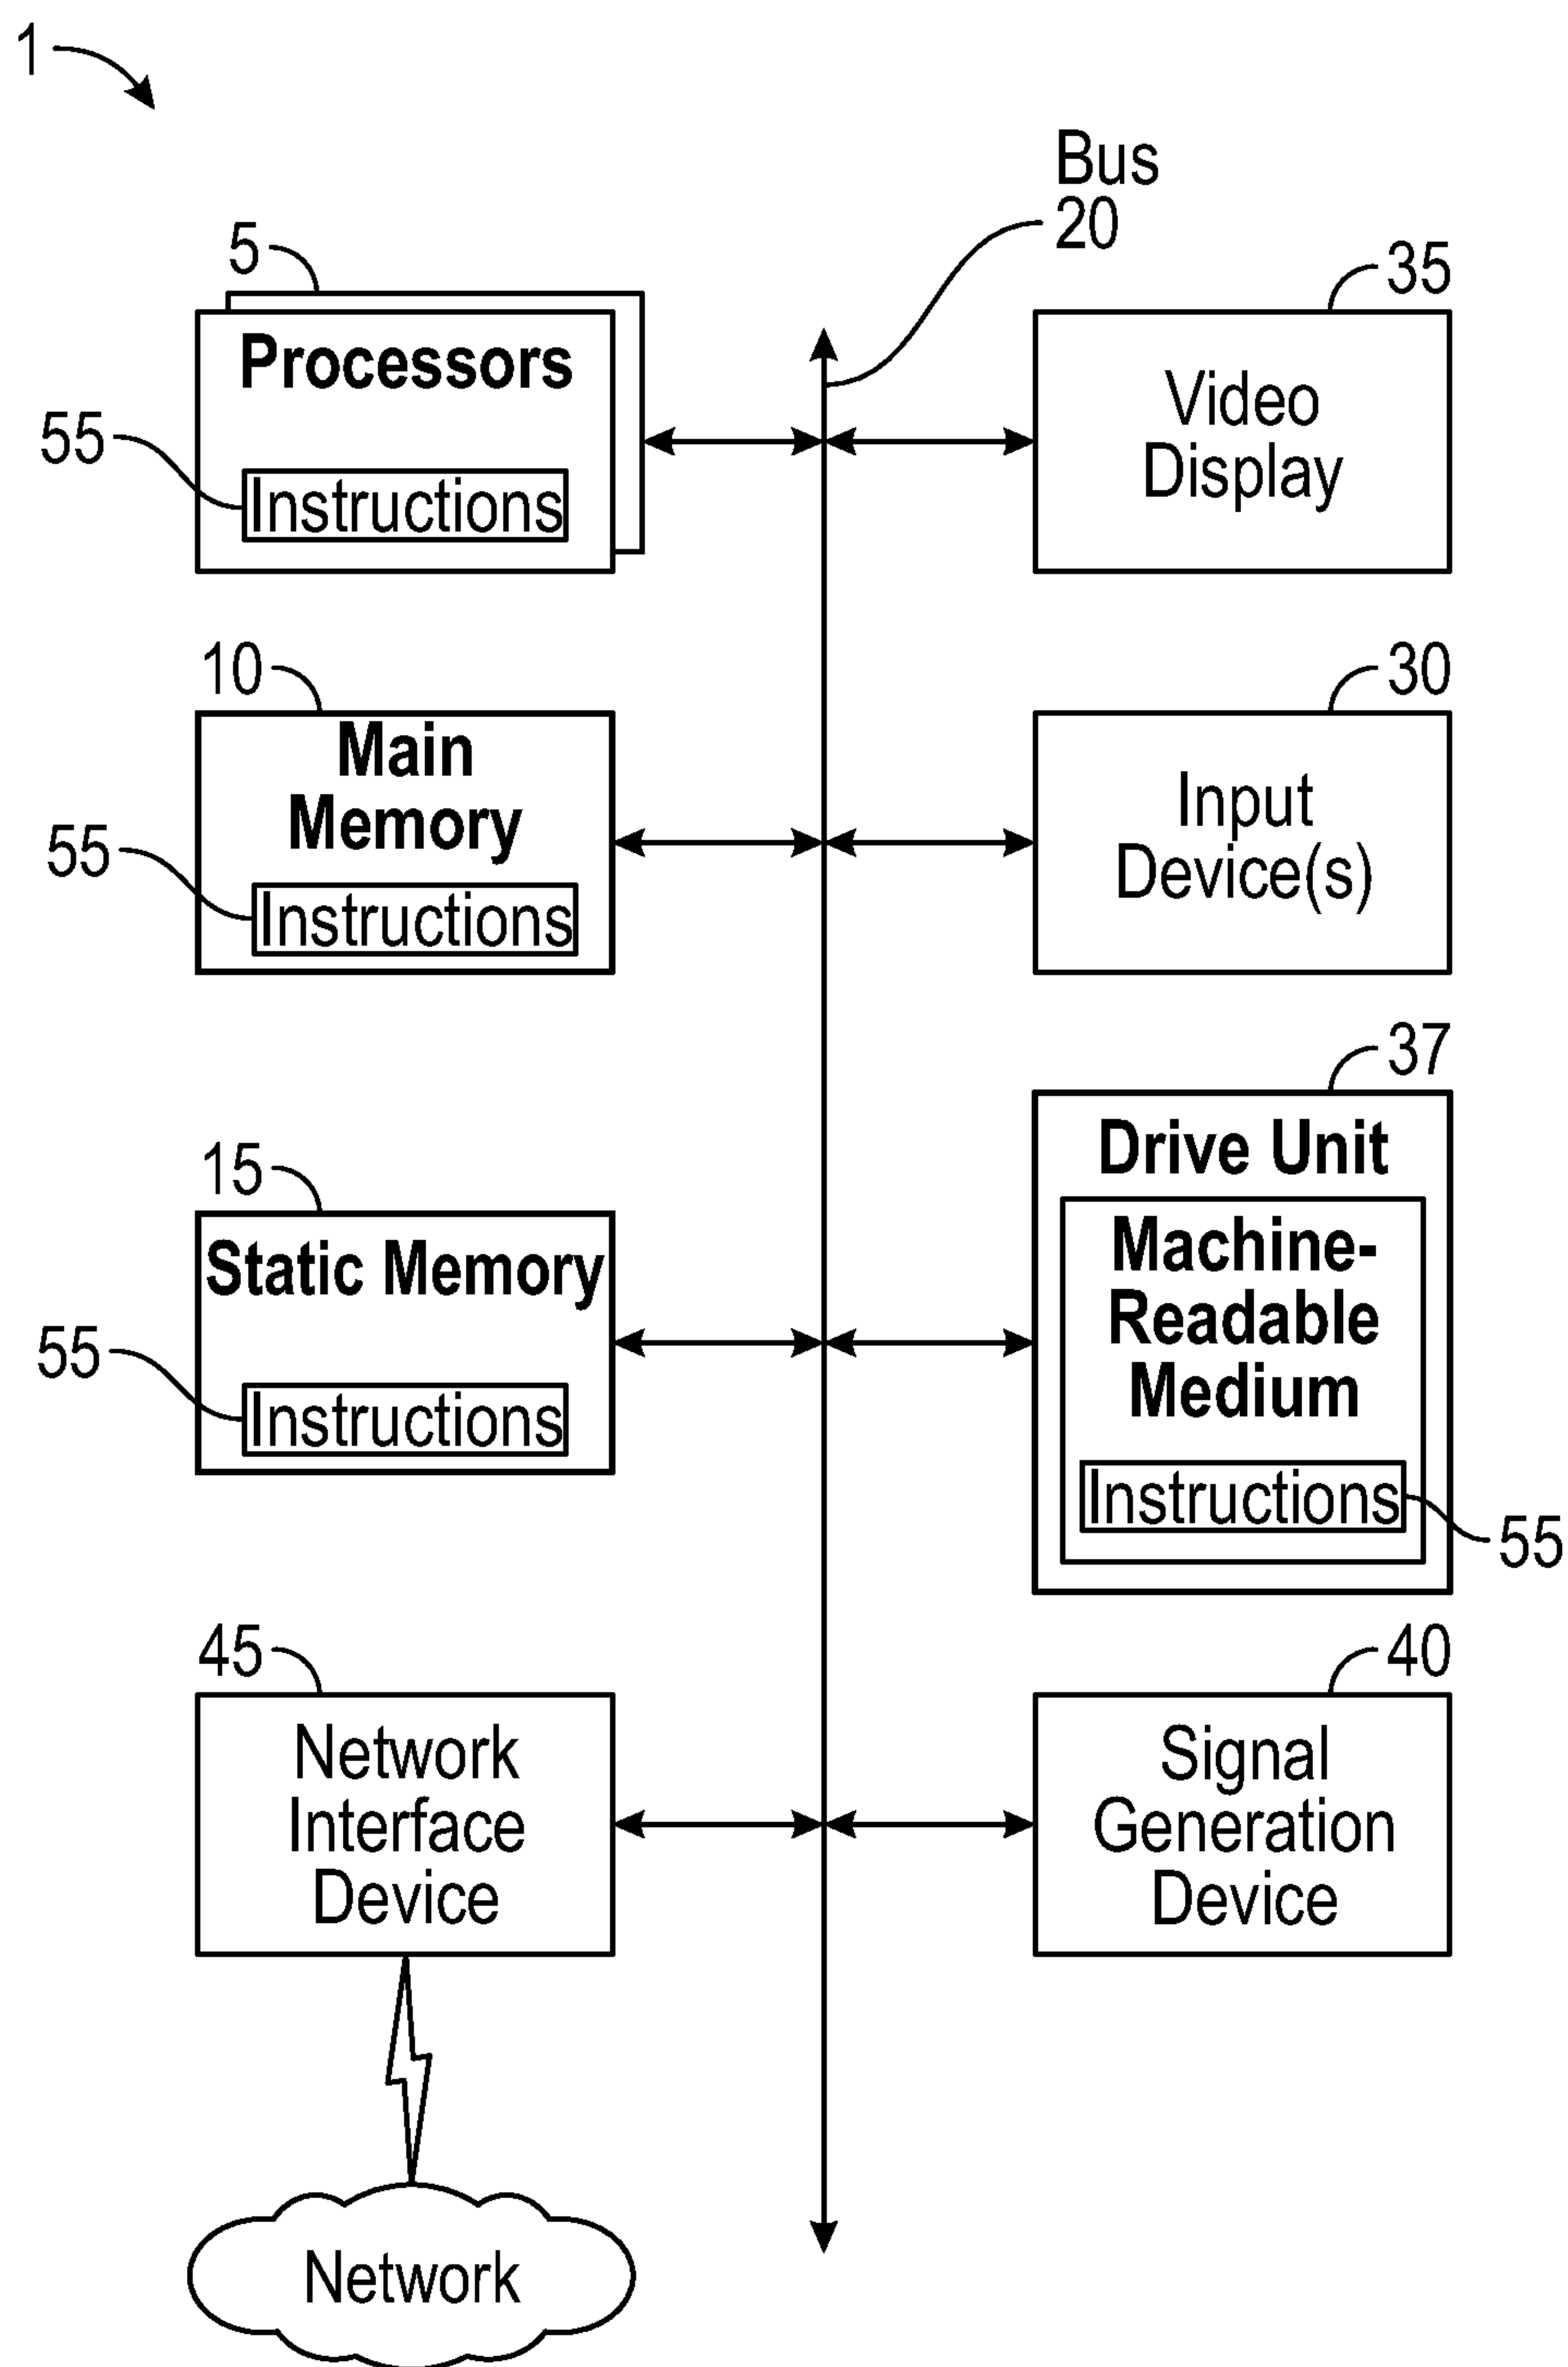 1
Bus
20
5
Processors
55
Instructions
35
Video
Display
10
Main
Memory
55
Instructions
30
Input
Device(s)
15
Static Memory
55
Instructions
37
Drive Unit
Machine-
Readable
Medium
Instructions
55
45
Network
Interface
Device
40
Signal
Generation
Device
Network